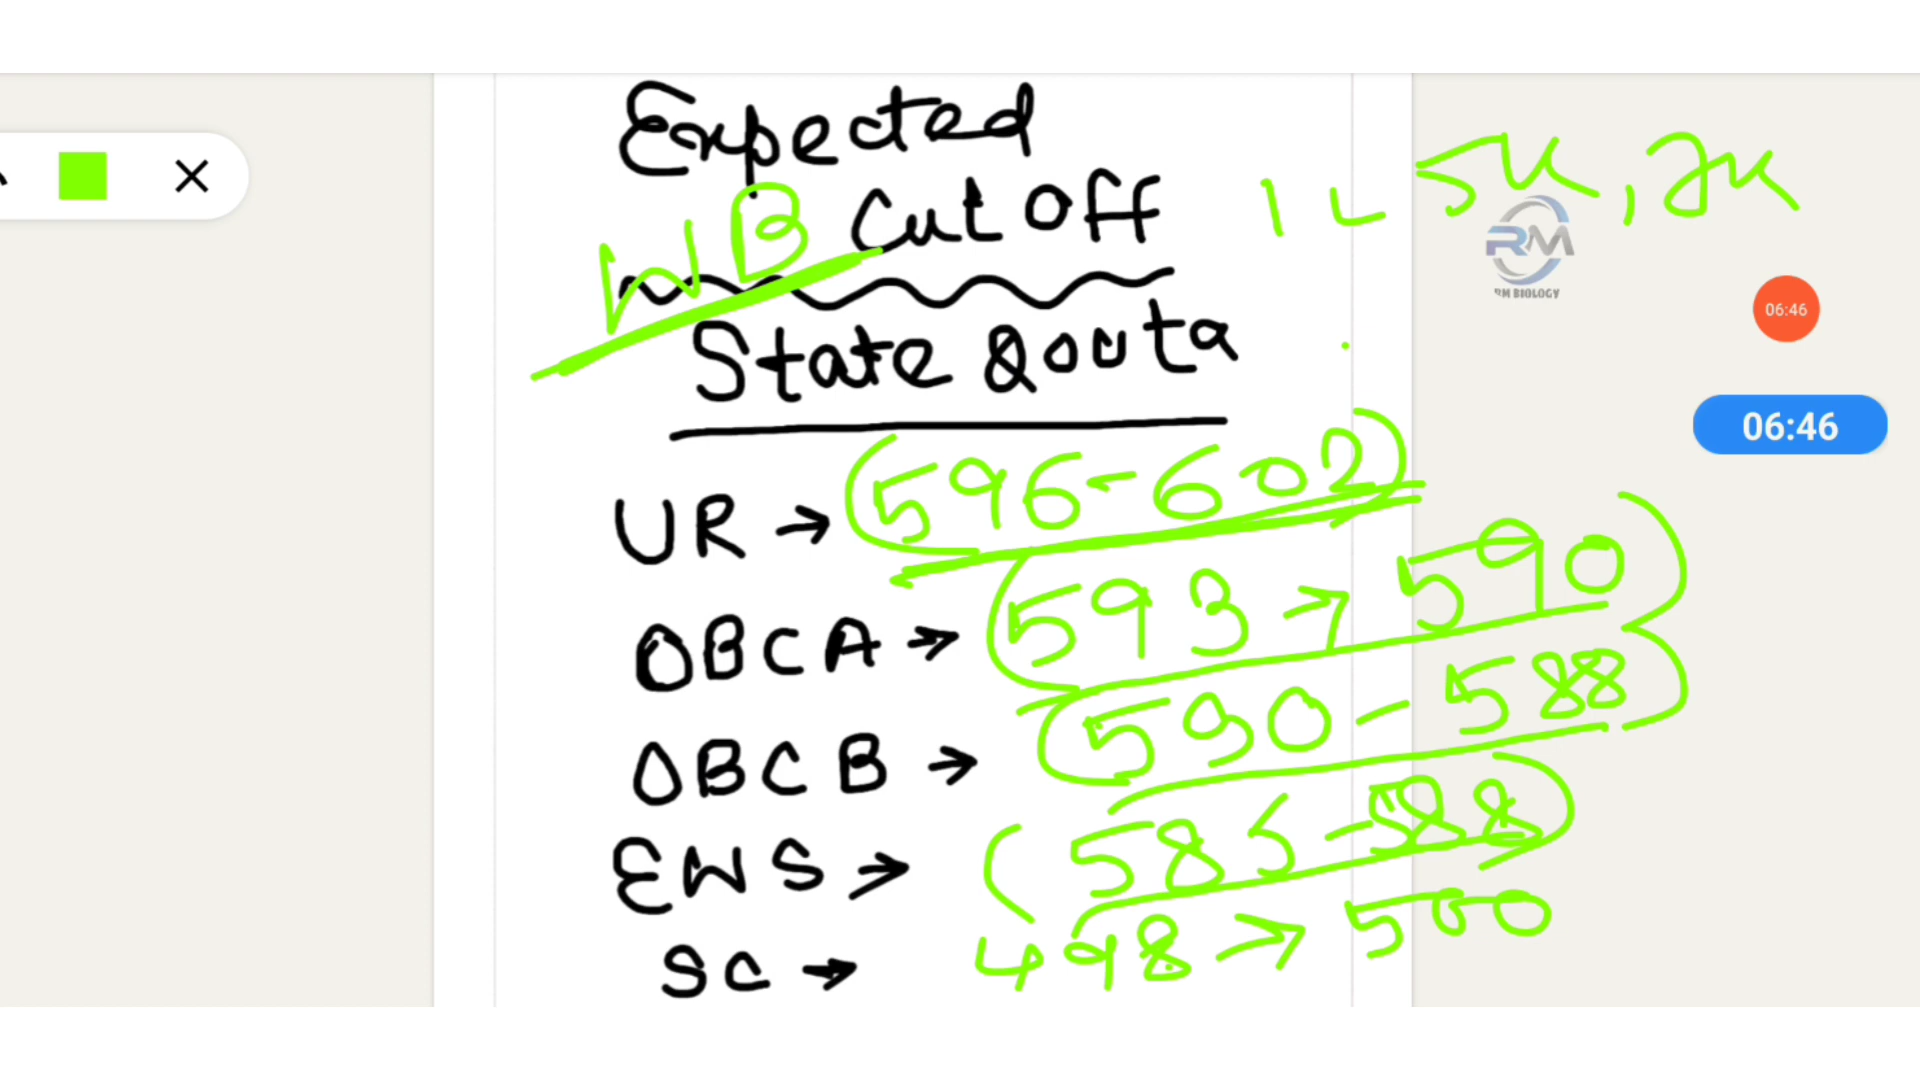 Expected
Cut Off
WB
1L 5K, 2K
RM
RM BIOLOGY
State Qouta
06:46
06:46
UR → (596-602)
OBCA → (593 → 590)
OBCB → (590-588)
EWS → (585-588)
SC → 498 → 500